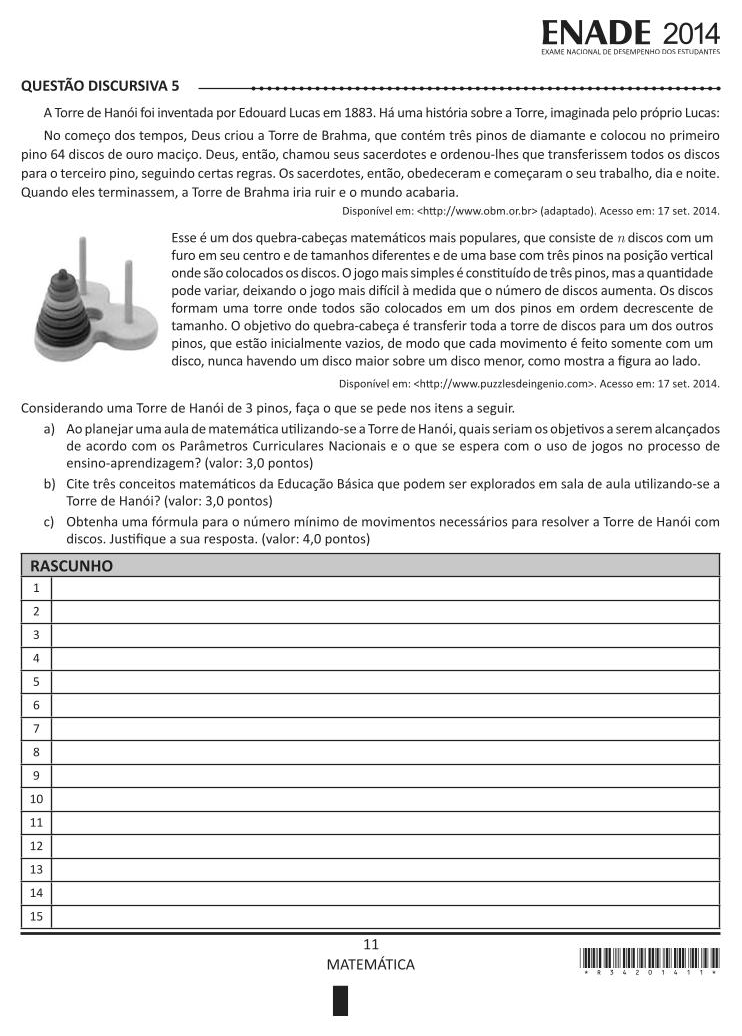 ENADE 2014
EXAME NACIONAL DE DESEMPENHO DOS ESTUDANTES
QUESTÃO DISCURSIVA 5
A Torre de Hanói foi inventada por Edouard Lucas em 1883. Há uma história sobre a Torre, imaginada pelo próprio Lucas:
No começo dos tempos, Deus criou a Torre de Brahma, que contém três pinos de diamante e colocou no primeiro
pino 64 discos de ouro maciço. Deus, então, chamou seus sacerdotes e ordenou-lhes que transferissem todos os discos
para o terceiro pino, seguindo certas regras. Os sacerdotes, então, obedeceram e começaram o seu trabalho, dia e noite.
Quando eles terminassem, a Torre de Brahma iria ruir e o mundo acabaria.
Disponível em: <http://www.obm.or.br> (adaptado). Acesso em: 17 set. 2014.
Esse é um dos quebra-cabeças matemáticos mais populares, que consiste de n discos com um
furo em seu centro e de tamanhos diferentes e de uma base com três pinos na posição vertical
onde são colocados os discos. O jogo mais simples é constituído de três pinos, mas a quantidade
pode variar, deixando o jogo mais difícil à medida que o número de discos aumenta. Os discos
formam uma torre onde todos são colocados em um dos pinos em ordem decrescente de
tamanho. O objetivo do quebra-cabeça é transferir toda a torre de discos para um dos outros
pinos, que estão inicialmente vazios, de modo que cada movimento é feito somente com um
disco, nunca havendo um disco maior sobre um disco menor, como mostra a figura ao lado.
Disponível em: <http://www.puzzlesdeingenio.com>. Acesso em: 17 set. 2014.
Considerando uma Torre de Hanói de 3 pinos, faça o que se pede nos itens a seguir.
a) Ao planejar uma aula de matemática utilizando-se a Torre de Hanói, quais seriam os objetivos a serem alcançados
de acordo com os Parâmetros Curriculares Nacionais e o que se espera com o uso de jogos no processo de
ensino-aprendizagem? (valor: 3,0 pontos)
b) Cite três conceitos matemáticos da Educação Básica que podem ser explorados em sala de aula utilizando-se a
Torre de Hanói? (valor: 3,0 pontos)
c) Obtenha uma fórmula para o número mínimo de movimentos necessários para resolver a Torre de Hanói com
discos. Justifique a sua resposta. (valor: 4,0 pontos)
RASCUNHO
1
2
3
4
5
6
7
8
9
10
11
12
13
14
15
11
MATEMÁTICA
* R 3 4 2 0 1 4 1 1 *